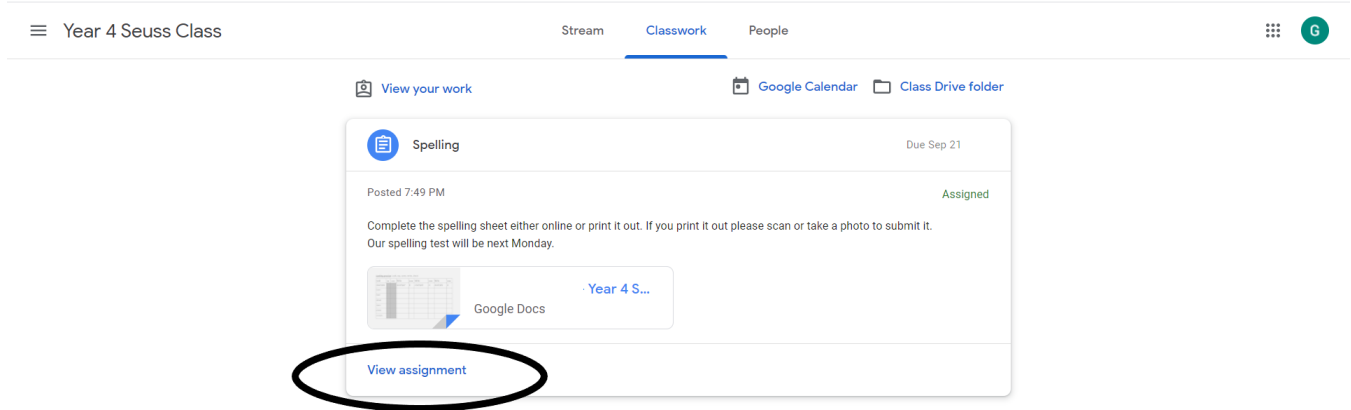 Year 4 Seuss Class
Stream Classwork People
G
View your work
Google Calendar Class Drive folder
Spelling
Due Sep 21
Posted 7:49 PM
Assigned
Complete the spelling sheet either online or print it out. If you print it out please scan or take a photo to submit it.
Our spelling test will be next Monday.
Year 4 S...
Google Docs
View assignment